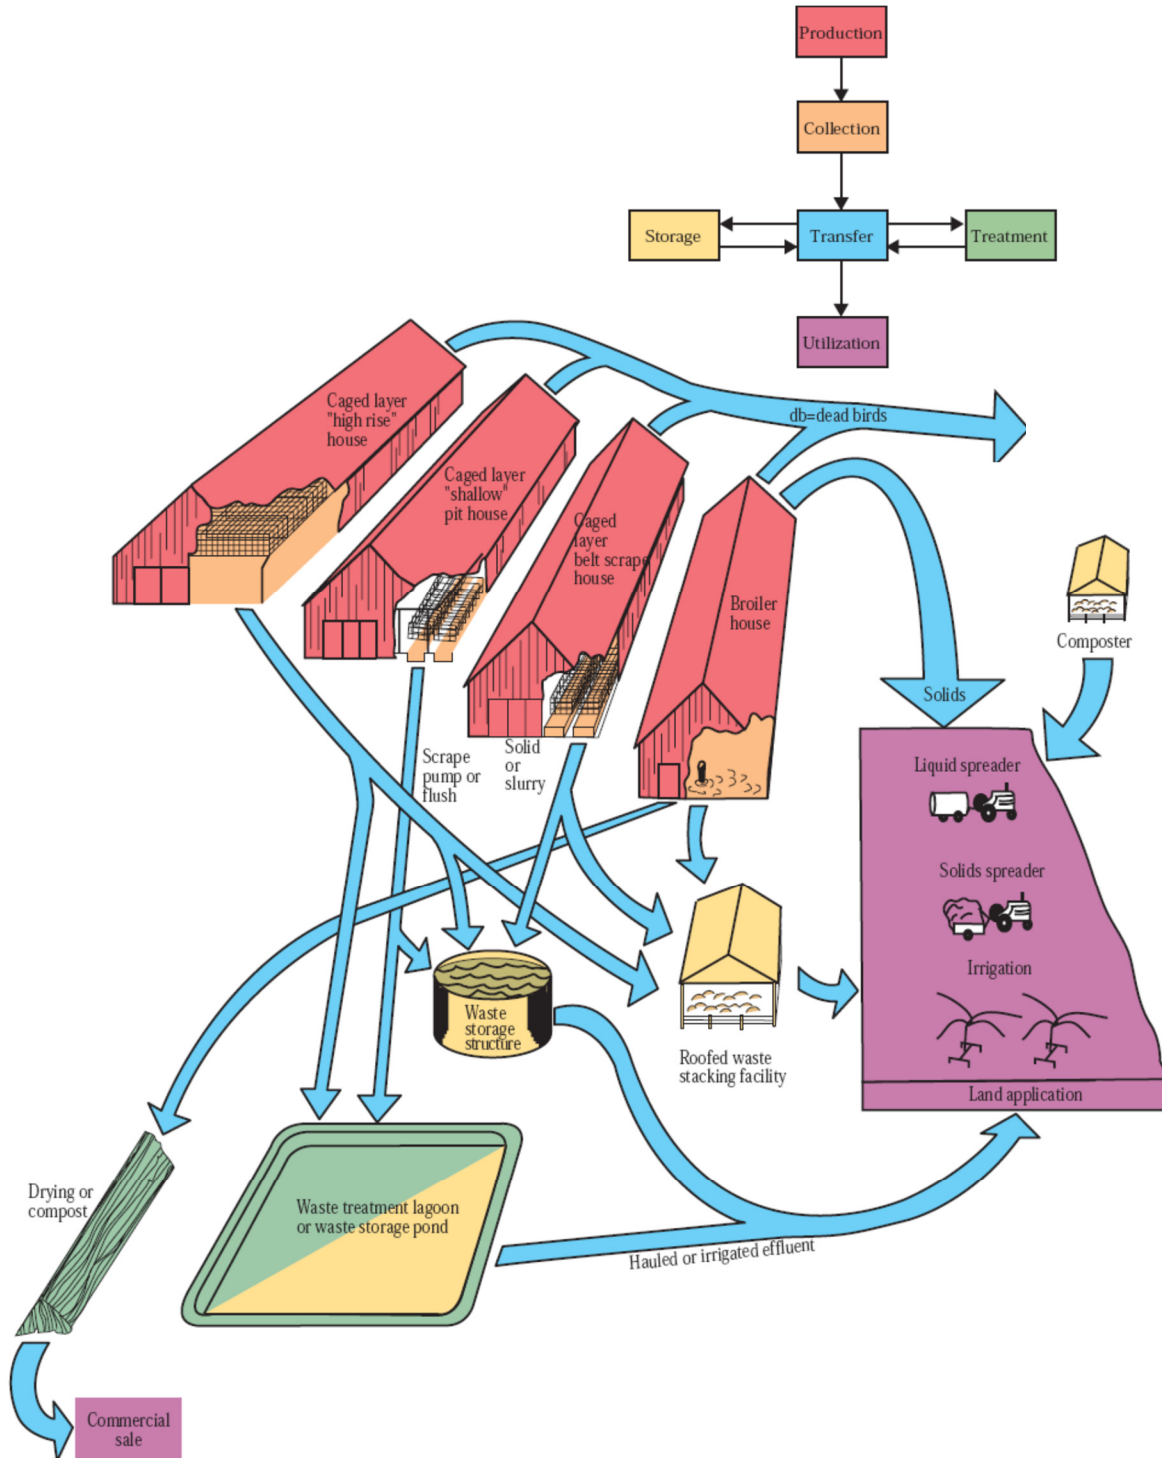 Production
Collection
Storage
Transfer
Treatment
Utilization
Caged layer
"high rise"
house
db=dead birds
Caged layer
"shallow"
pit house
Caged
layer
belt scrape
house
Broiler
house
Composter
Solids
Scrape
pump or
flush
Solid
or
slurry
Liquid spreader
Solids spreader
Irrigation
Waste
storage
structure
Roofed waste
stacking facility
Land application
Drying or
compost
Waste treatment lagoon
or waste storage pond
Hauled or irrigated effluent
Commercial
sale